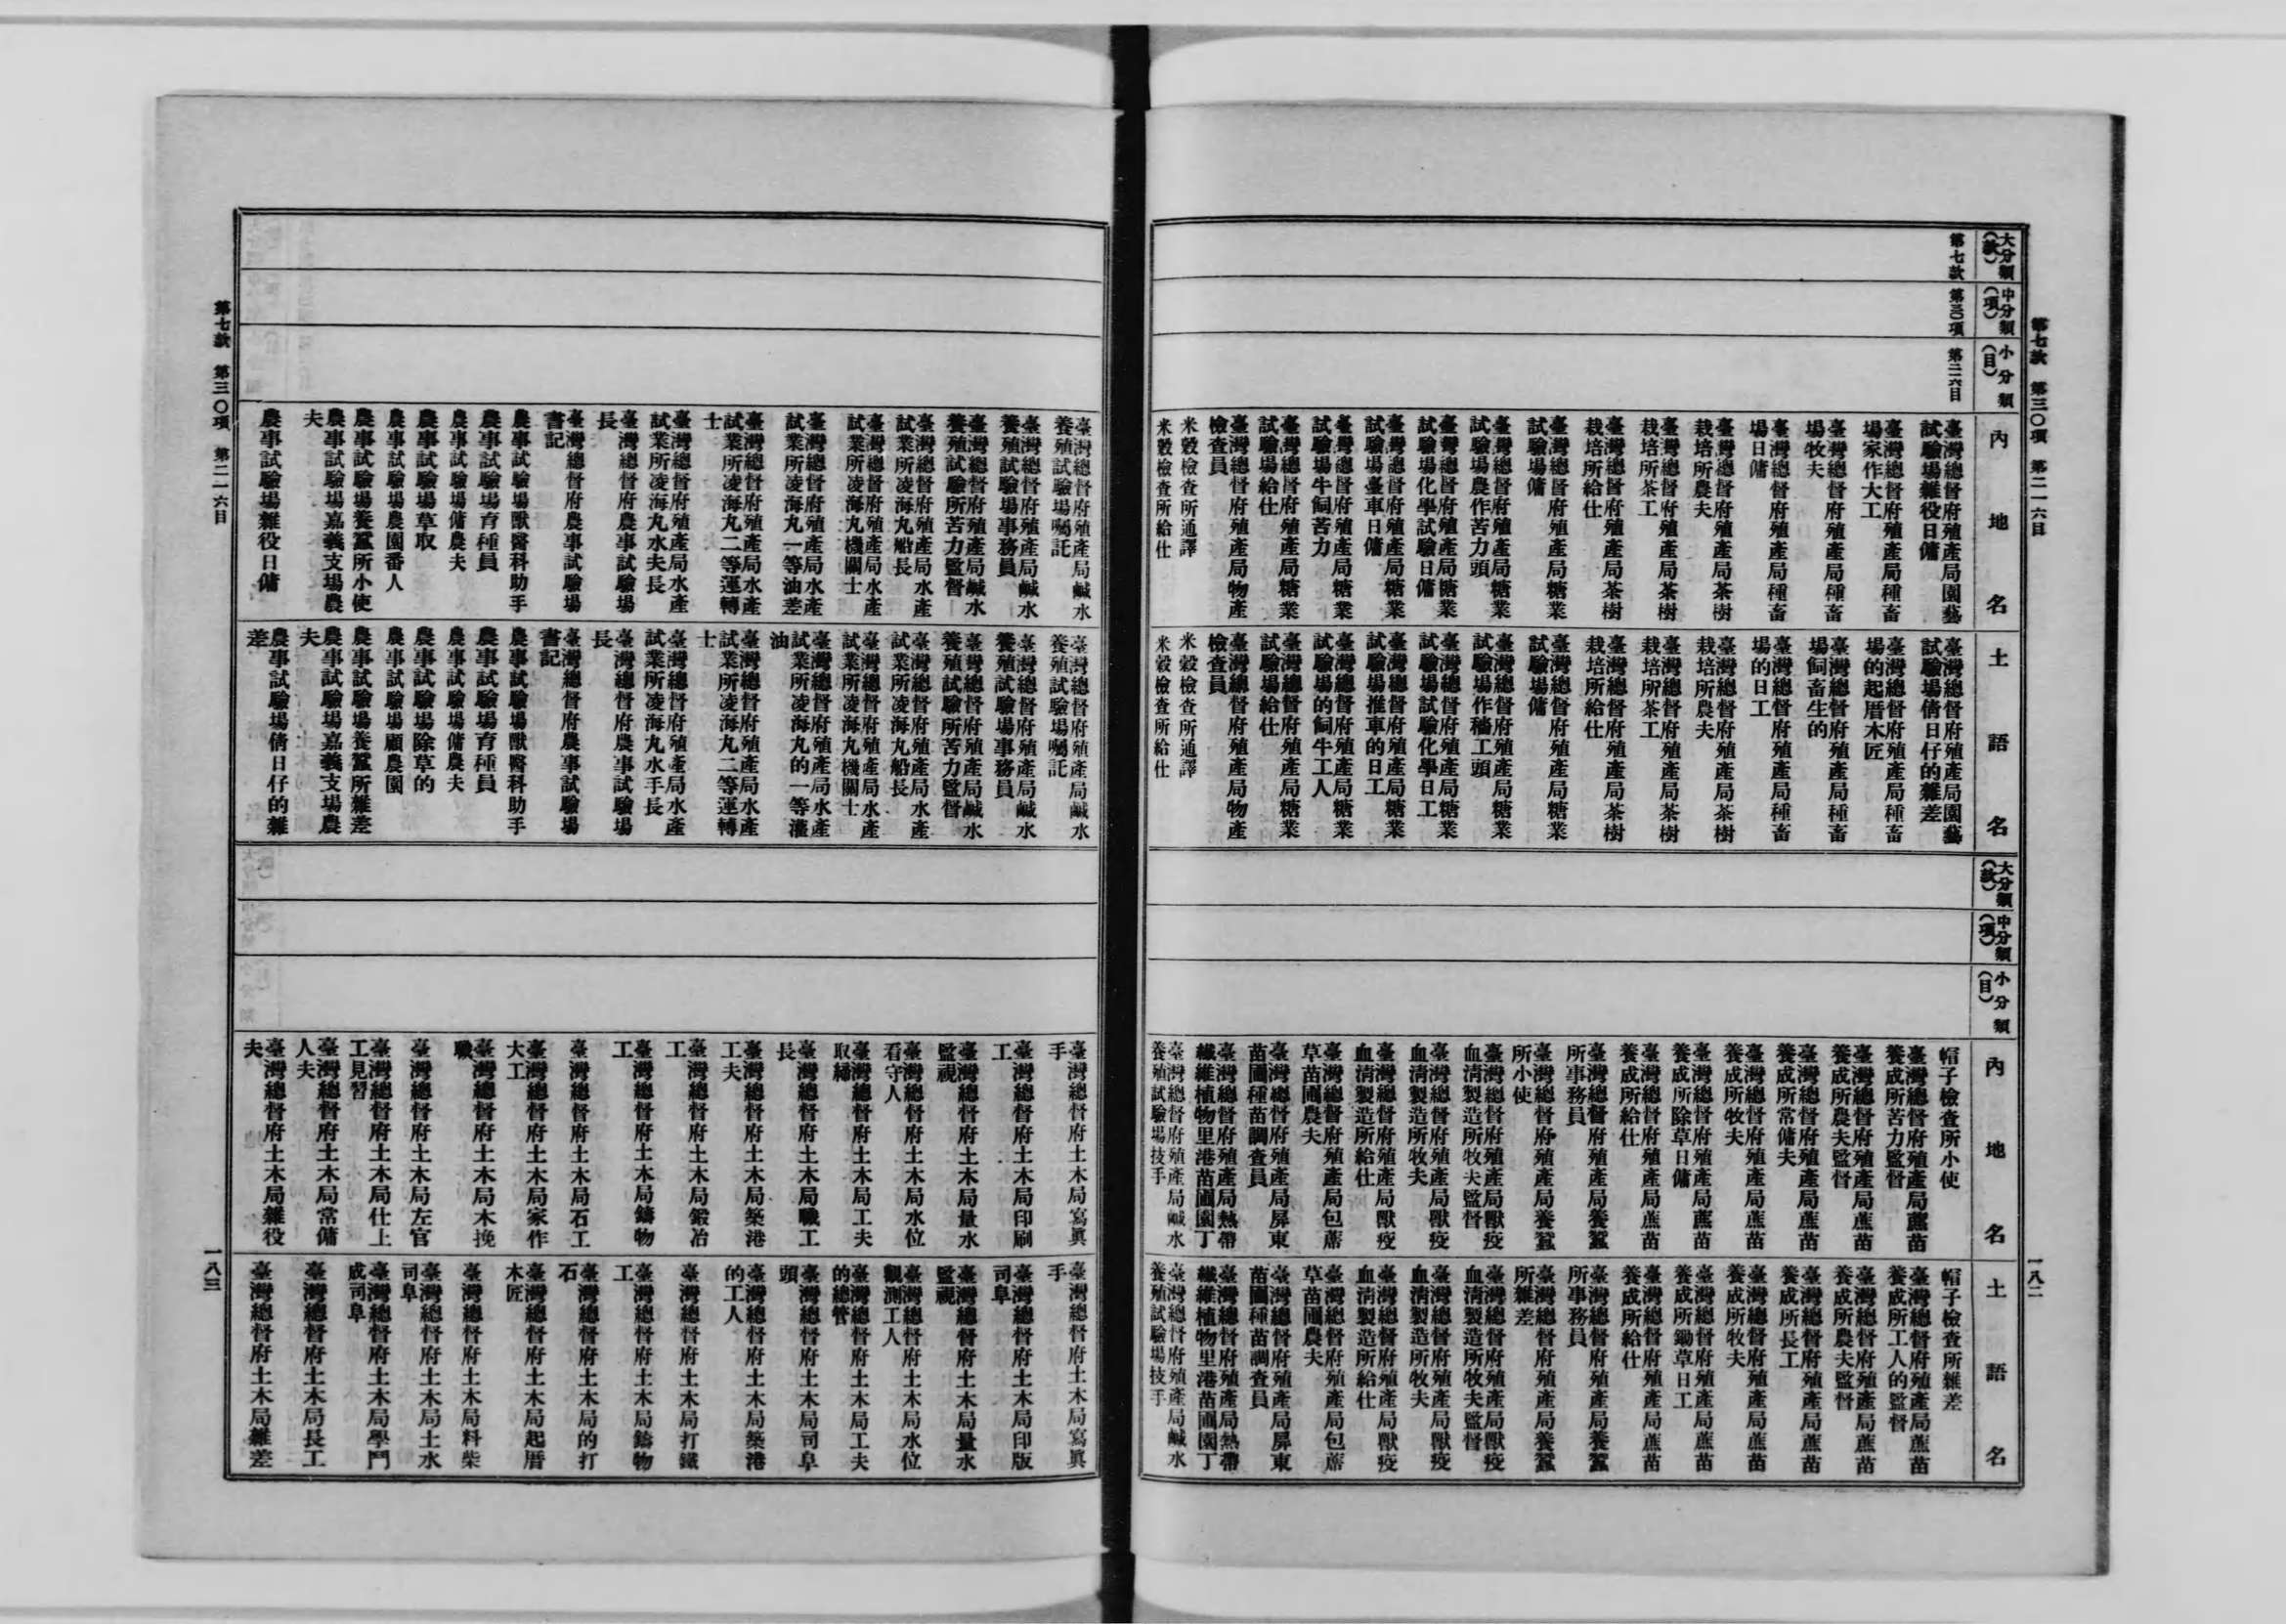 第七款　第三〇項　第二一六目
一八二
大分類
（款）
中分類
（項）
小分類
（目）
內地名
土語名
第七款
第三〇項
第二一六目
臺灣總督府殖產局園藝
試驗場雜役日傭
臺灣總督府殖產局種畜
場家作大工
臺灣總督府殖產局種畜
場牧夫
臺灣總督府殖產局種畜
場日傭
臺灣總督府殖產局茶樹
栽培所農夫
臺灣總督府殖產局茶樹
栽培所茶工
臺灣總督府殖產局茶樹
栽培所給仕
臺灣總督府殖產局糖業
試驗場傭
臺灣總督府殖產局糖業
試驗場農作苦力頭
臺灣總督府殖產局糖業
試驗場化學試驗日傭
臺灣總督府殖產局糖業
試驗場臺車日傭
臺灣總督府殖產局糖業
試驗場牛飼苦力
臺灣總督府殖產局糖業
試驗場給仕
臺灣總督府殖產局物產
檢查員
米穀檢查所通譯
米穀檢查所給仕
臺灣總督府殖產局園藝
試驗場倩日仔的雜差
臺灣總督府殖產局種畜
場的起厝木匠
臺灣總督府殖產局種畜
場飼畜生的
臺灣總督府殖產局種畜
場的日工
臺灣總督府殖產局茶樹
栽培所農夫
臺灣總督府殖產局茶樹
栽培所茶工
臺灣總督府殖產局茶樹
栽培所給仕
臺灣總督府殖產局糖業
試驗場傭
臺灣總督府殖產局糖業
試驗場作穡工頭
臺灣總督府殖產局糖業
試驗場試驗化學日工
臺灣總督府殖產局糖業
試驗場推車的日工
臺灣總督府殖產局糖業
試驗場的飼牛工人
臺灣總督府殖產局糖業
試驗場給仕
臺灣總督府殖產局物產
檢查員
米穀檢查所通譯
米穀檢查所給仕
大分類
（款）
中分類
（項）
小分類
（目）
內地名
土語名
帽子檢查所小使
臺灣總督府殖產局蔗苗
養成所苦力監督
臺灣總督府殖產局蔗苗
養成所農夫監督
臺灣總督府殖產局蔗苗
養成所常傭夫
臺灣總督府殖產局蔗苗
養成所牧夫
臺灣總督府殖產局蔗苗
養成所除草日傭
臺灣總督府殖產局蔗苗
養成所給仕
臺灣總督府殖產局養蠶
所事務員
臺灣總督府殖產局養蠶
所小使
臺灣總督府殖產局獸疫
血淸製造所牧夫監督
臺灣總督府殖產局獸疫
血淸製造所牧夫
臺灣總督府殖產局獸疫
血淸製造所給仕
臺灣總督府殖產局包蓆
草苗圃農夫
臺灣總督府殖產局屏東
苗圃種苗調查員
臺灣總督府殖產局熱帶
纖維植物里港苗圃園丁
臺灣總督府殖產局鹹水
養殖試驗場技手
帽子檢查所雜差
臺灣總督府殖產局蔗苗
養成所工人的監督
臺灣總督府殖產局蔗苗
養成所農夫監督
臺灣總督府殖產局蔗苗
養成所長工
臺灣總督府殖產局蔗苗
養成所牧夫
臺灣總督府殖產局蔗苗
養成所鋤草日工
臺灣總督府殖產局蔗苗
養成所給仕
臺灣總督府殖產局養蠶
所事務員
臺灣總督府殖產局養蠶
所雜差
臺灣總督府殖產局獸疫
血淸製造所牧夫監督
臺灣總督府殖產局獸疫
血淸製造所牧夫
臺灣總督府殖產局獸疫
血淸製造所給仕
臺灣總督府殖產局包蓆
草苗圃農夫
臺灣總督府殖產局屏東
苗圃種苗調查員
臺灣總督府殖產局熱帶
纖維植物里港苗圃園丁
臺灣總督府殖產局鹹水
養殖試驗場技手
臺灣總督府殖產局鹹水
養殖試驗場囑託
臺灣總督府殖產局鹹水
養殖試驗場事務員
臺灣總督府殖產局鹹水
養殖試驗所苦力監督
臺灣總督府殖產局水產
試業所凌海丸船長
臺灣總督府殖產局水產
試業所凌海丸機關士
臺灣總督府殖產局水產
試業所凌海丸一等油差
臺灣總督府殖產局水產
試業所凌海丸二等運轉
士
臺灣總督府殖產局水產
試業所凌海丸水夫長
臺灣總督府農事試驗場
長
臺灣總督府農事試驗場
書記
農事試驗場獸醫科助手
農事試驗場育種員
農事試驗場傭農夫
農事試驗場草取
農事試驗場農園番人
農事試驗場養蠶所小使
農事試驗場嘉義支場農
夫
農事試驗場雜役日傭
臺灣總督府殖產局鹹水
養殖試驗場囑託
臺灣總督府殖產局鹹水
養殖試驗場事務員
臺灣總督府殖產局鹹水
養殖試驗所苦力監督
臺灣總督府殖產局水產
試業所凌海丸船長
臺灣總督府殖產局水產
試業所凌海丸機關士
臺灣總督府殖產局水產
試業所凌海丸的一等灌
油
臺灣總督府殖產局水產
試業所凌海丸二等運轉
士
臺灣總督府殖產局水產
試業所凌海丸水手長
臺灣總督府農事試驗場
長
臺灣總督府農事試驗場
書記
農事試驗場獸醫科助手
農事試驗場育種員
農事試驗場傭農夫
農事試驗場除草的
農事試驗場顧農園
農事試驗場養蠶所雜差
農事試驗場嘉義支場農
夫
農事試驗場倩日仔的雜
差
臺灣總督府土木局寫眞
手
臺灣總督府土木局印刷
工
臺灣總督府土木局量水
監視
臺灣總督府土木局水位
看守人
臺灣總督府土木局工夫
取締
臺灣總督府土木局職工
長
臺灣總督府土木局築港
工夫
臺灣總督府土木局鍛冶
工
臺灣總督府土木局鑄物
工
臺灣總督府土木局石工
臺灣總督府土木局家作
大工
臺灣總督府土木局木挽
職
臺灣總督府土木局左官
臺灣總督府土木局仕上
工見習
臺灣總督府土木局常傭
人夫
臺灣總督府土木局雜役
夫
臺灣總督府土木局寫眞
手
臺灣總督府土木局印版
司阜
臺灣總督府土木局量水
監視
臺灣總督府土木局水位
觀測工人
臺灣總督府土木局工夫
的總管
臺灣總督府土木局司阜
頭
臺灣總督府土木局築港
的工人
臺灣總督府土木局打鐵
臺灣總督府土木局鑄物
工
臺灣總督府土木局的打
石
臺灣總督府土木局起厝
木匠
臺灣總督府土木局料柴
臺灣總督府土木局土水
司阜
臺灣總督府土木局學鬥
成司阜
臺灣總督府土木局長工
臺灣總督府土木局雜差
第七款　第三〇項　第二一六目
一八三